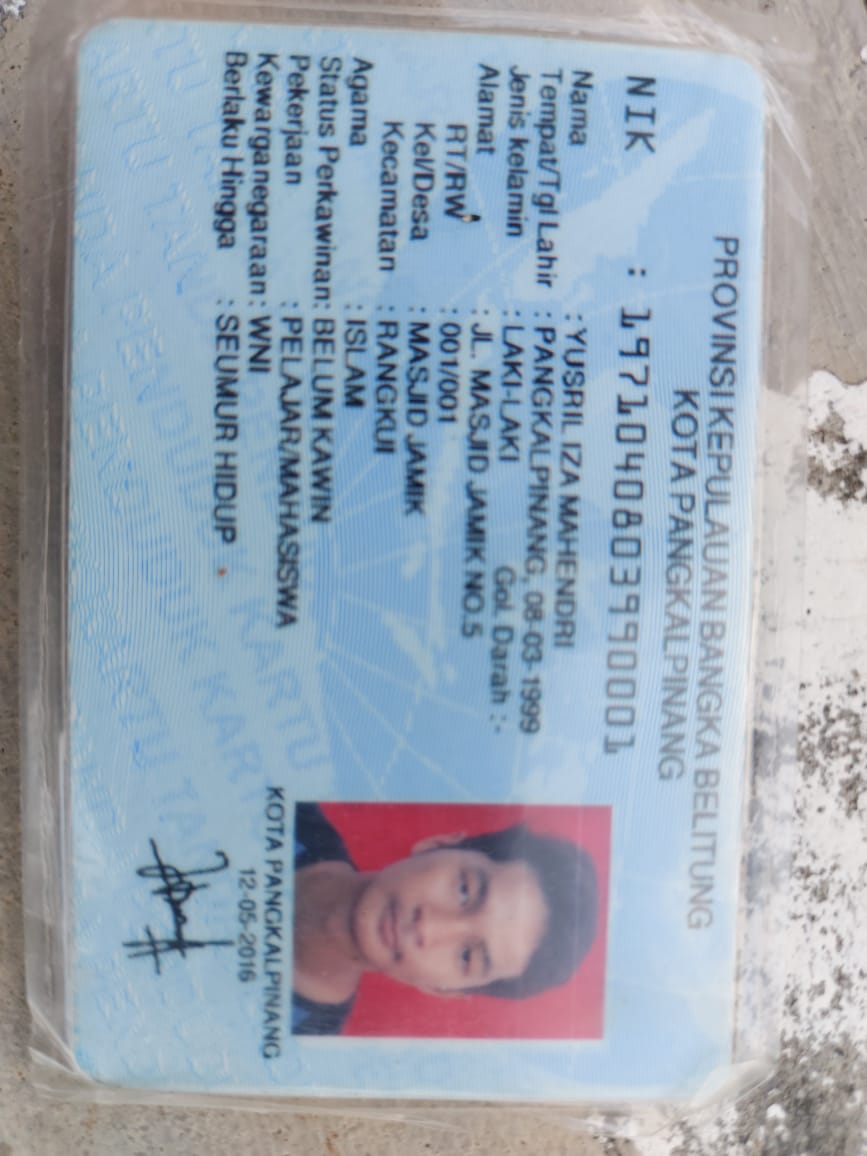 PROVINSI KEPULAUAN BANGKA BELITUNG
KOTA PANGKALPINANG
NIK : 1971040803990001
Nama : YUSRIL IZA MAHENDRI
Tempat/Tgl Lahir : PANGKALPINANG, 08-03-1999
Jenis kelamin : LAKI-LAKI Gol. Darah : -
Alamat : JL. MASJID JAMIK NO.5
RT/RW : 001/001
Kel/Desa : MASJID JAMIK
Kecamatan : RANGKUI
Agama : ISLAM
Status Perkawinan: BELUM KAWIN
Pekerjaan : PELAJAR/MAHASISWA
Kewarganegaraan : WNI
Berlaku Hingga : SEUMUR HIDUP
KOTA PANGKALPINANG
12-05-2016